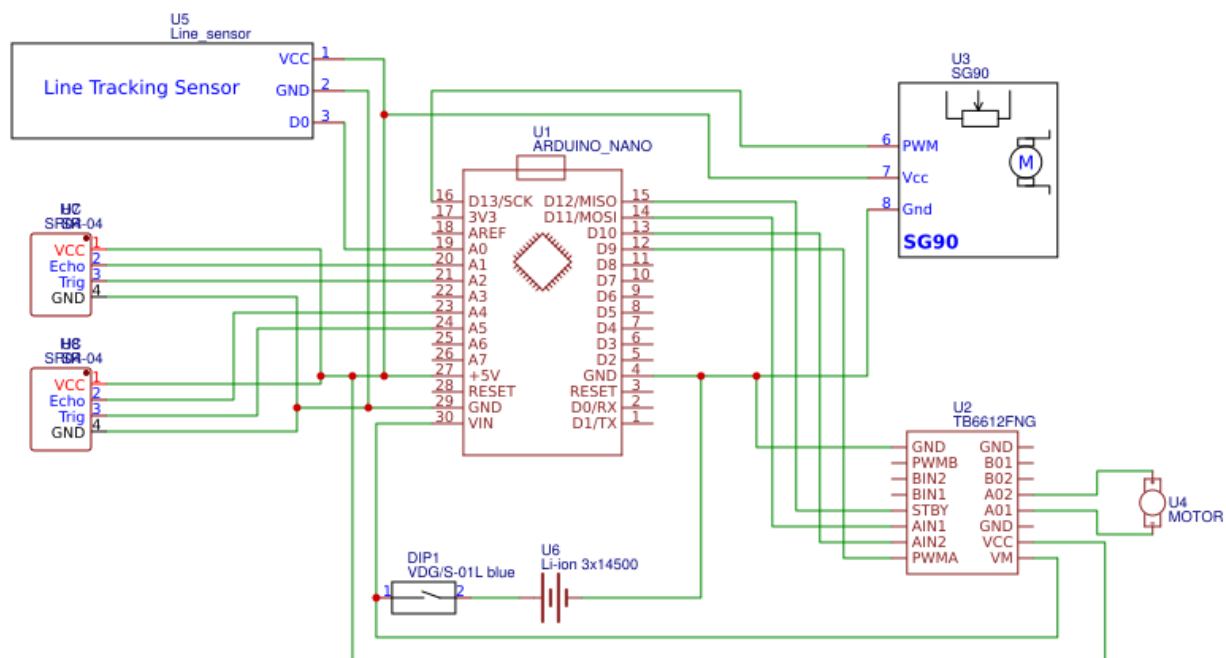 U5
Line_sensor
Line Tracking Sensor
VCC 1
GND 2
D0 3
U3
SG90
6 PWM
7 Vcc
8 Gnd
M
SG90
U1
ARDUINO_NANO
16 D13/SCK D12/MISO 15
17 3V3 D11/MOSI 14
18 AREF D10 13
19 A0 D9 12
20 A1 D8 11
21 A2 D7 10
22 A3 D6 9
23 A4 D5 8
24 A5 D4 7
25 A6 D3 6
26 A7 D2 5
27 +5V GND 4
28 RESET RESET 3
29 GND D0/RX 2
30 VIN D1/TX 1
VCC 1
Echo 2
Trig 3
GND 4
VCC 1
Echo 2
Trig 3
GND 4
U2
TB6612FNG
GND GND
PWMB B01
BIN2 B02
BIN1 A02
STBY A01
AIN1 GND
AIN2 VCC
PWMA VM
U4
MOTOR
DIP1
VDG/S-01L blue
1 2
U6
Li-ion 3x14500